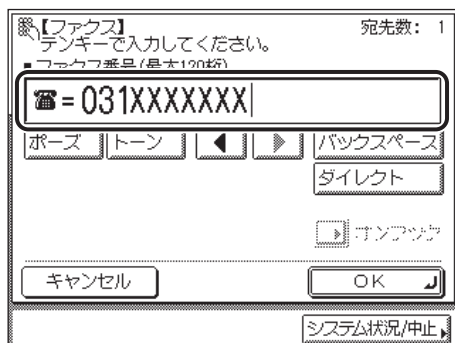 【ファクス】 宛先数: 1
テンキーで入力してください。
■ファクス番号(最大120桁)
☎=031XXXXXXX
ポーズ トーン ◀ ▶ バックスペース
ダイレクト
オンフック
キャンセル OK
システム状況/中止